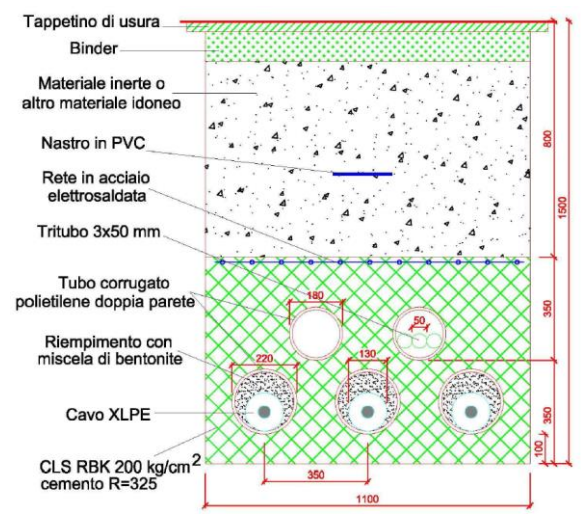 Tappetino di usura
Binder
Materiale inerte o
altro materiale idoneo
Nastro in PVC
Rete in acciaio
elettrosaldata
Tritubo 3x50 mm
Tubo corrugato
polietilene doppia parete
Riempimento con
miscela di bentonite
Cavo XLPE
CLS RBK 200 kg/cm²
cemento R=325
180
50
220
130
350
1100
800
1500
350
350
100